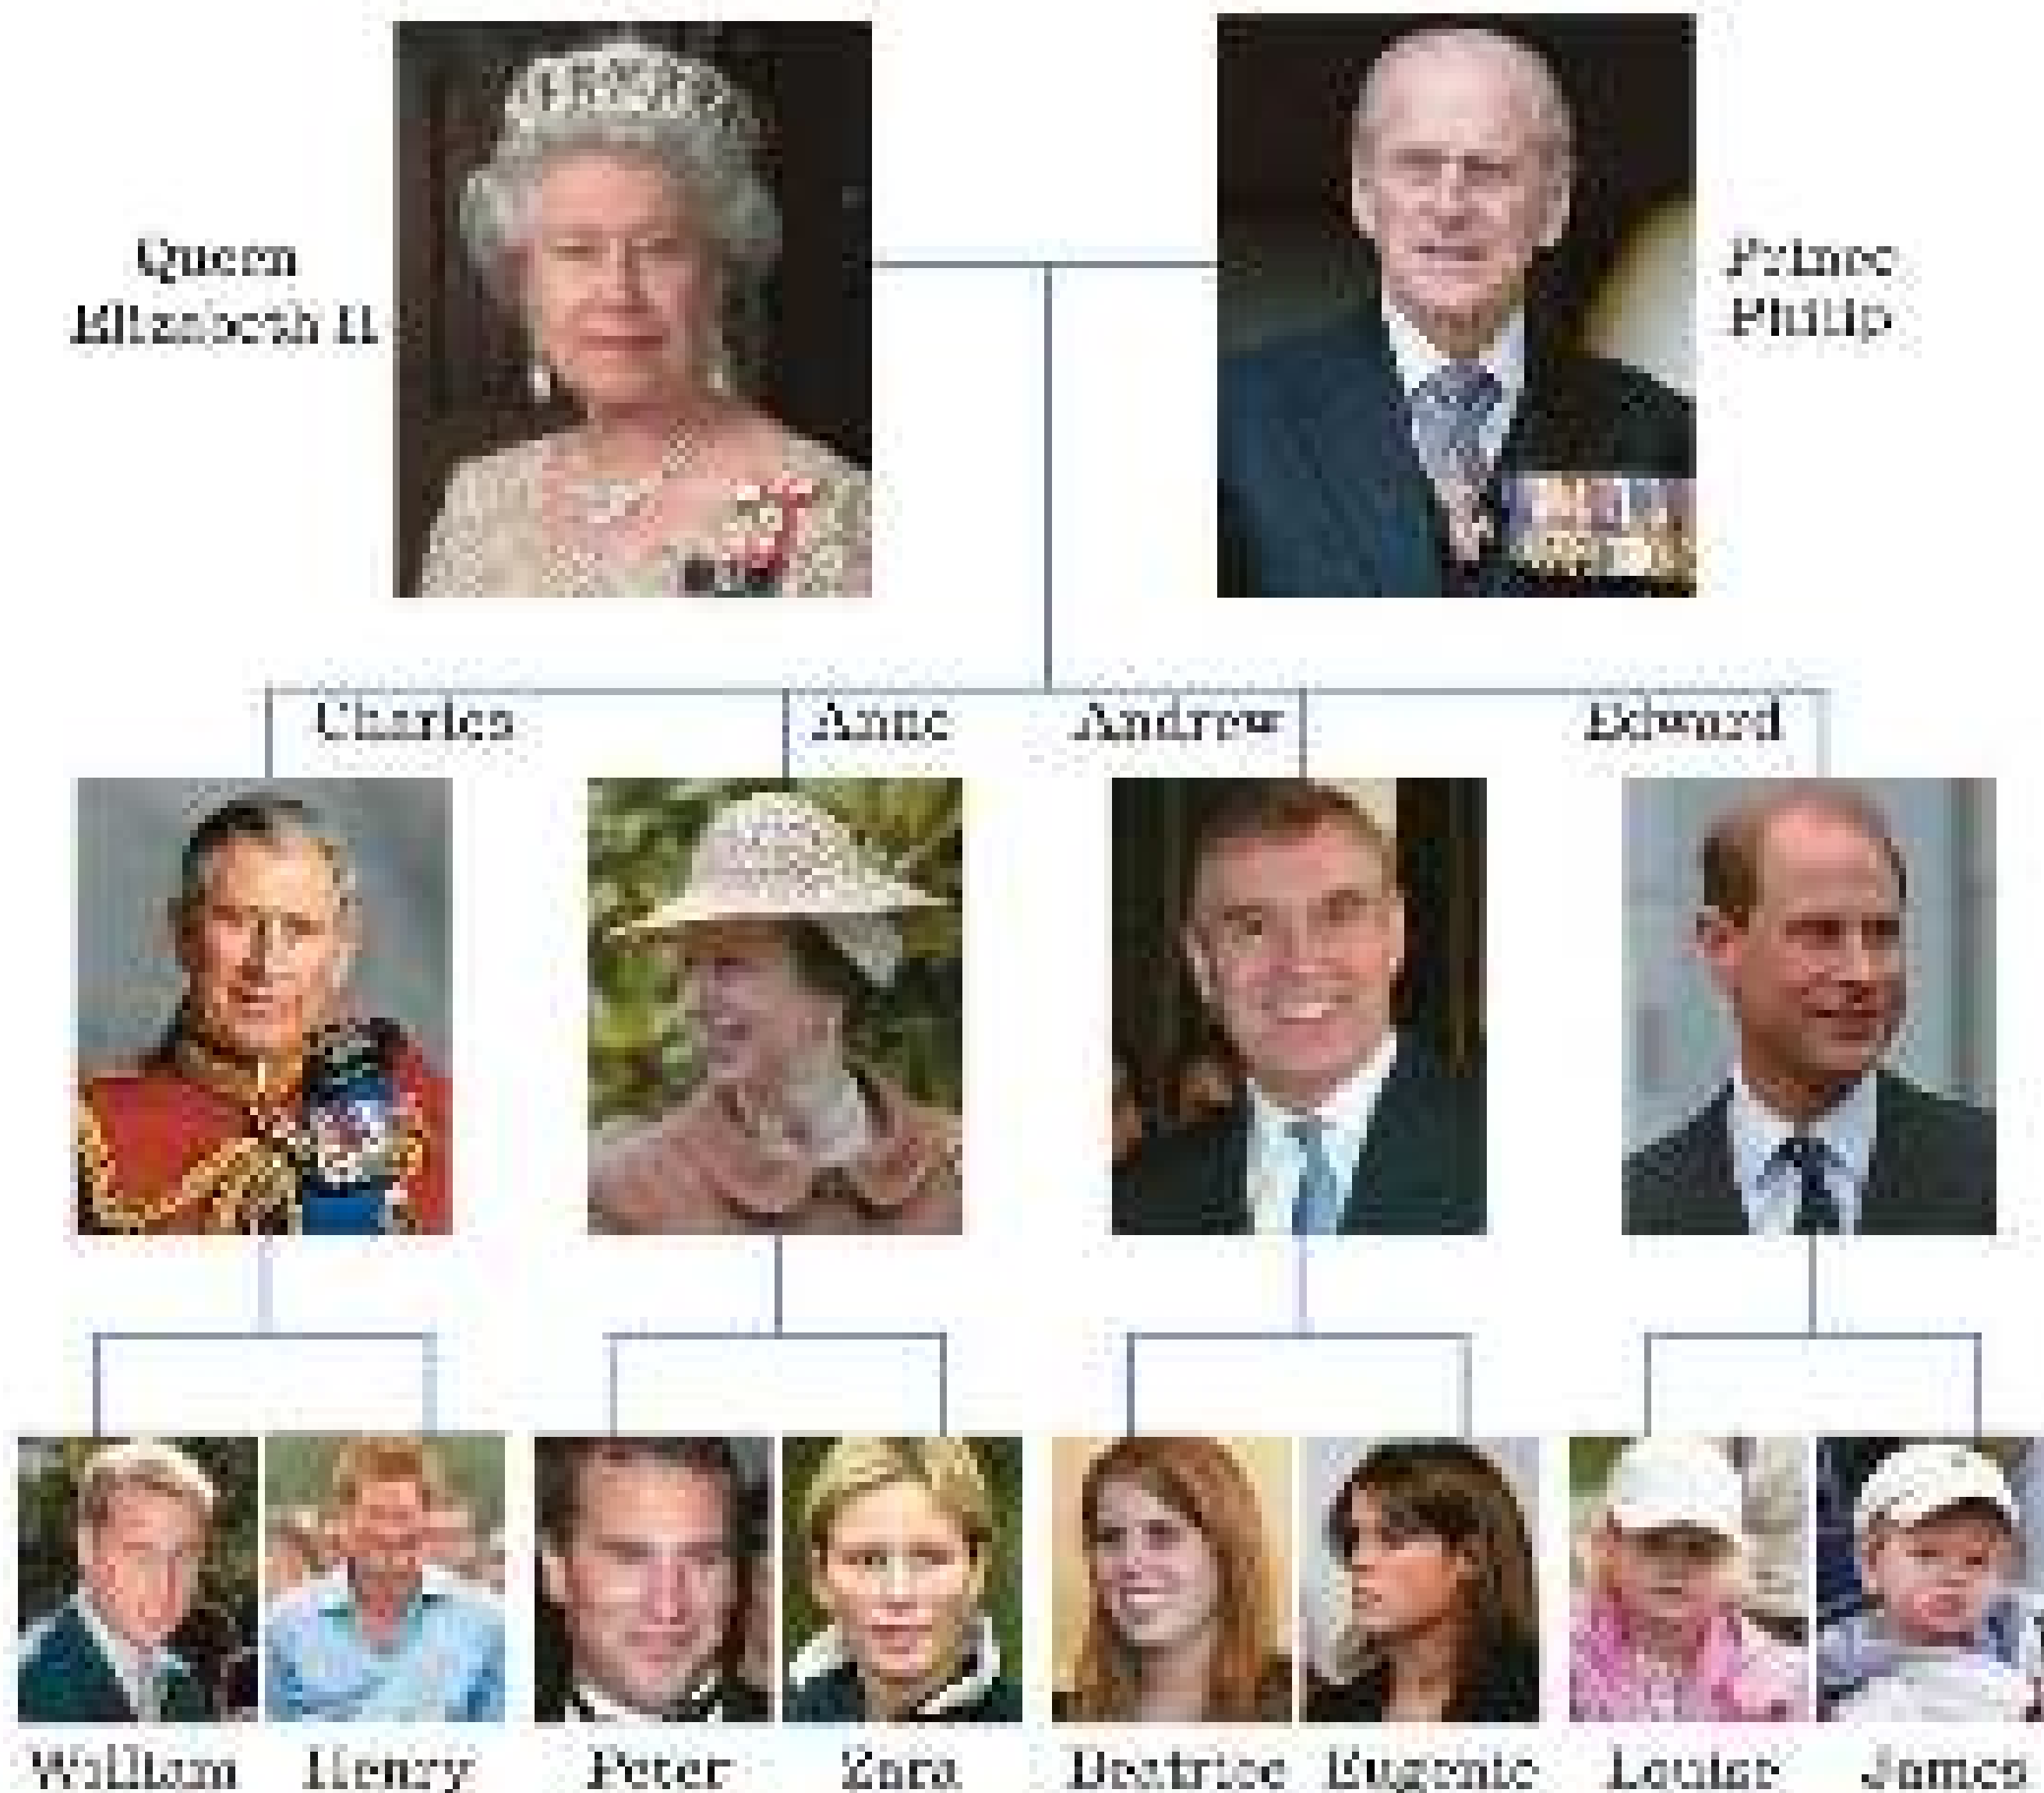 Queen
Elizabeth II
Prince
Philip
Charles
Anne
Andrew
Edward
William
Henry
Peter
Zara
Beatrice
Eugenie
Louise
James